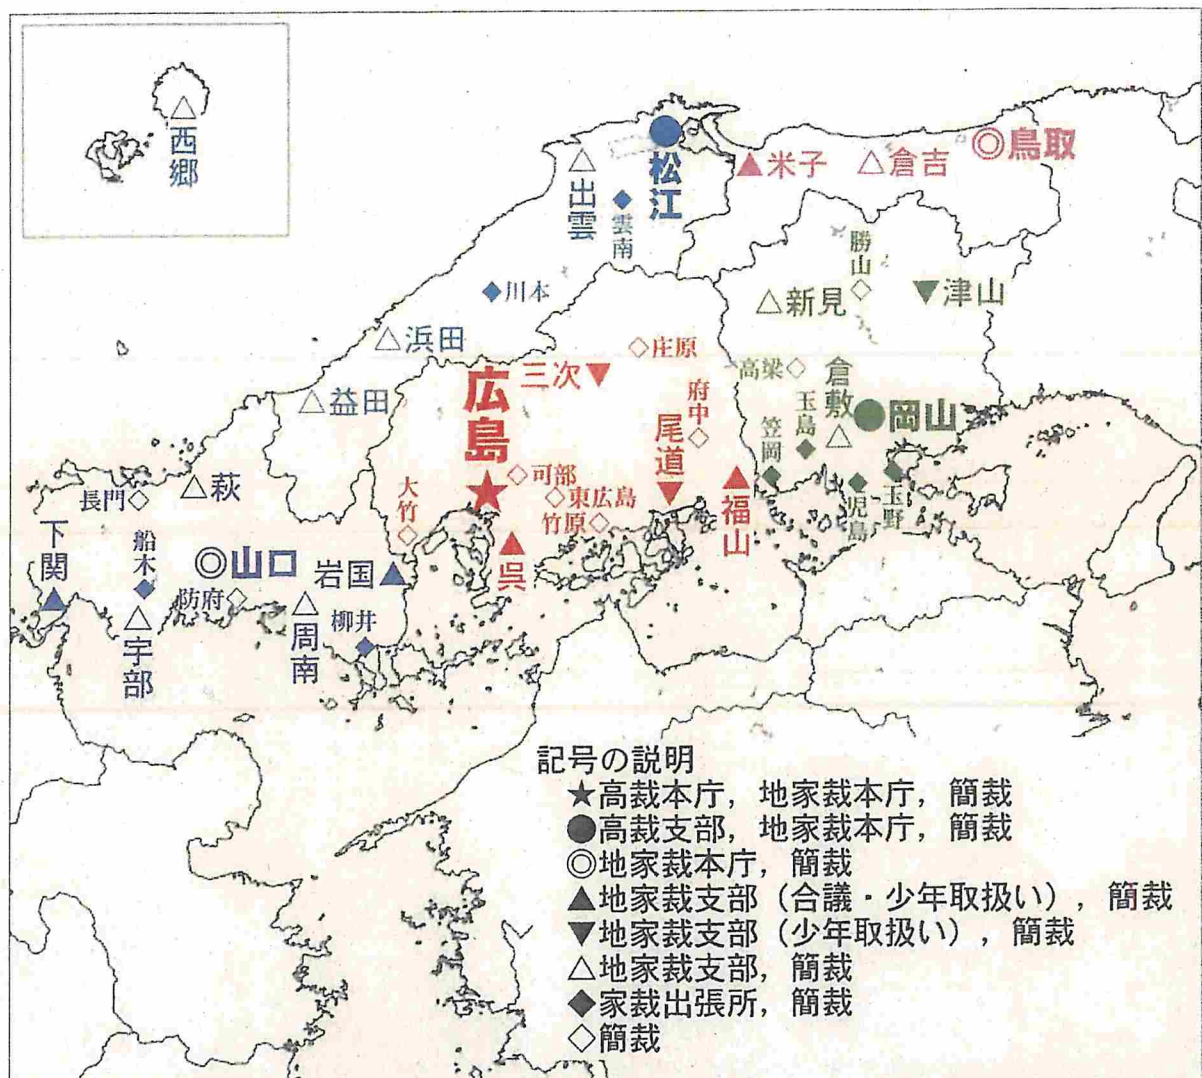 △
西郷
●
松江
△
出雲
◆
雲南
▲米子
△倉吉
◎鳥取
◆川本
△浜田
△益田
勝山
◇
△新見
▼津山
◇庄原
三次▼
広島
★
府中
◇
尾道
▼
▲
福山
高梁◇
玉島
◆
倉敷
△
●岡山
笠岡
◆
◆
児島
◆
玉野
◇可部
◇東広島
竹原◇
大竹
◇
▲
呉
長門◇
△萩
下関
▲
船木
◆
△
宇部
◎山口
防府◇
岩国▲
△
周南
柳井
◆
記号の説明
★高裁本庁，地家裁本庁，簡裁
●高裁支部，地家裁本庁，簡裁
◎地家裁本庁，簡裁
▲地家裁支部（合議・少年取扱い），簡裁
▼地家裁支部（少年取扱い），簡裁
△地家裁支部，簡裁
◆家裁出張所，簡裁
◇簡裁